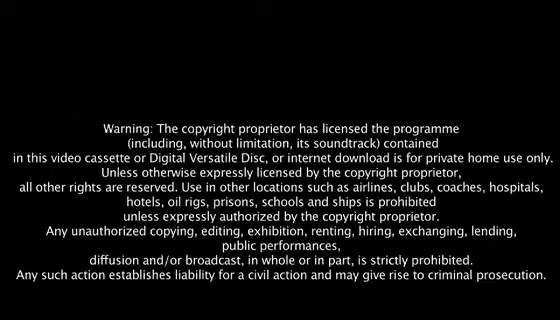 Warning: The copyright proprietor has licensed the programme
(including, without limitation, its soundtrack) contained
in this video cassette or Digital Versatile Disc, or internet download is for private home use only.
Unless otherwise expressly licensed by the copyright proprietor,
all other rights are reserved. Use in other locations such as airlines, clubs, coaches, hospitals,
hotels, oil rigs, prisons, schools and ships is prohibited
unless expressly authorized by the copyright proprietor.
Any unauthorized copying, editing, exhibition, renting, hiring, exchanging, lending,
public performances,
diffusion and/or broadcast, in whole or in part, is strictly prohibited.
Any such action establishes liability for a civil action and may give rise to criminal prosecution.